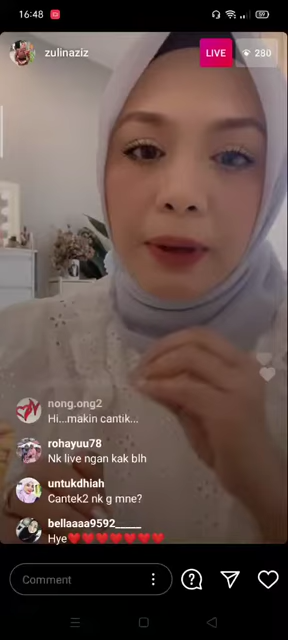 16:48
59
zulinaziz
LIVE
280
nong.ong2
Hi...makin cantik...
rohayuu78
Nk live ngan kak blh
untukdhiah
Cantek2 nk g mne?
bellaaaa9592_____
Hye❤️❤️❤️❤️❤️❤️❤️
Comment